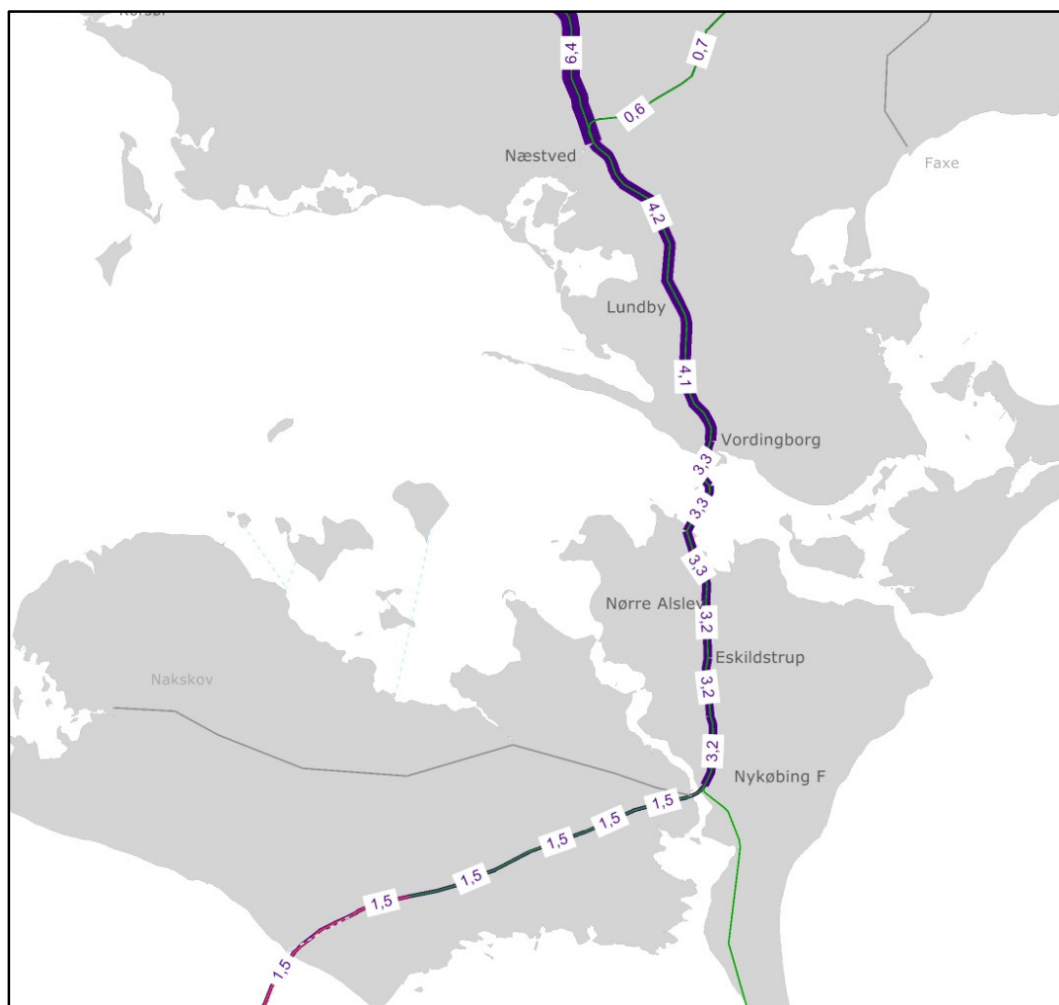 Korsør
6,4
0,7
0,6
Næstved
Faxe
4,2
Lundby
4,1
Vordingborg
3,3
3,3
3,3
Nørre Alslev
3,2
Eskildstrup
Nakskov
3,2
3,2
Nykøbing F
1,5
1,5
1,5
1,5
1,5
1,5